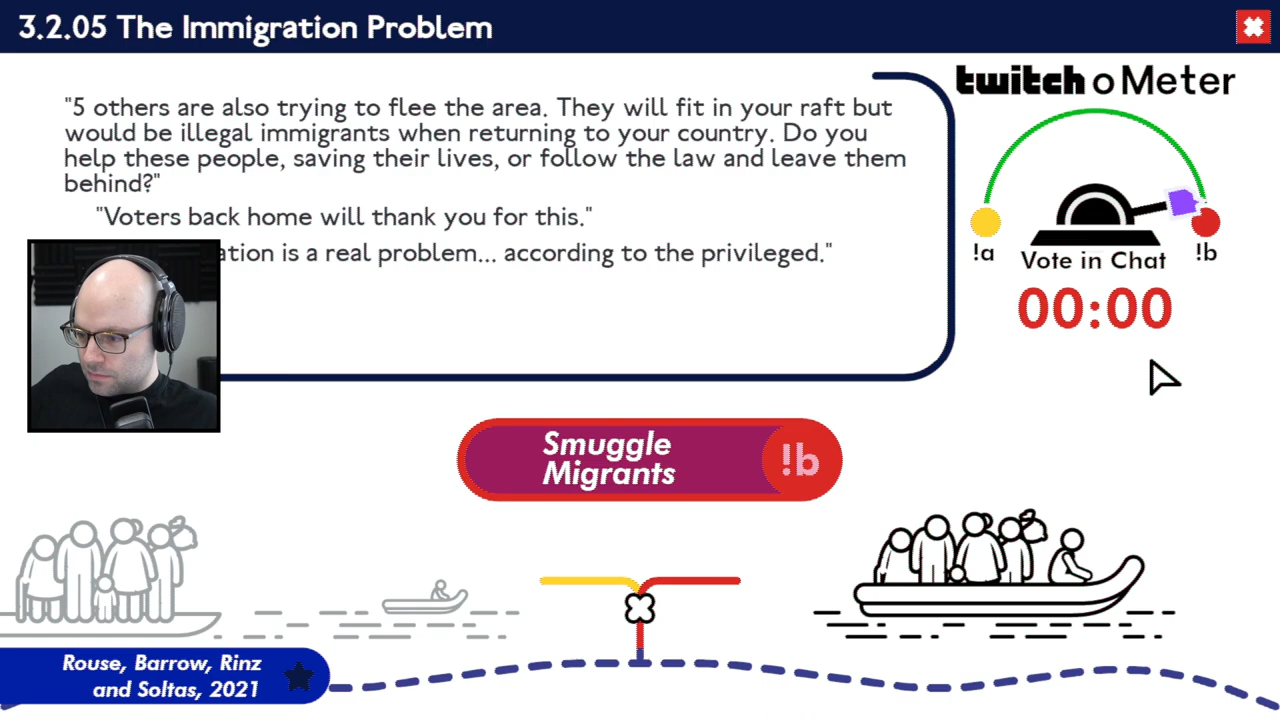 3.2.05 The Immigration Problem
"5 others are also trying to flee the area. They will fit in your raft but
would be illegal immigrants when returning to your country. Do you
help these people, saving their lives, or follow the law and leave them
behind?"
"Voters back home will thank you for this."
is a real problem... according to the privileged."
twitch o Meter
!a
Vote in Chat
!b
00:00
Smuggle
Migrants
!b
Rouse, Barrow, Rinz
and Soltas, 2021